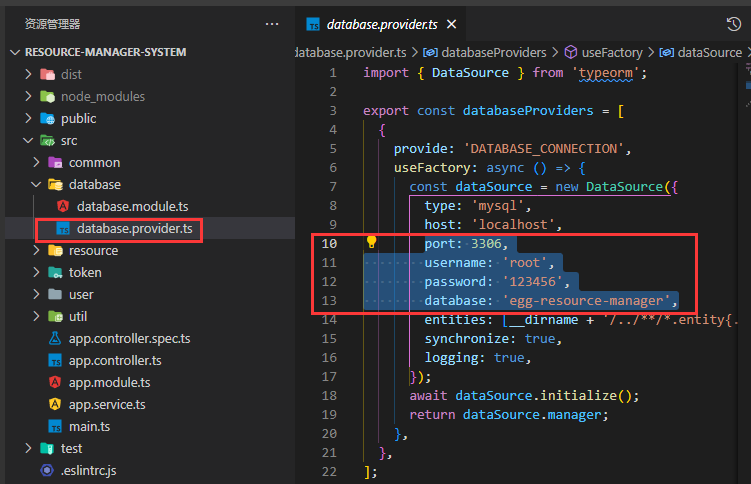 资源管理器
RESOURCE-MANAGER-SYSTEM
dist
node_modules
public
src
common
database
database.module.ts
database.provider.ts
resource
token
user
util
app.controller.spec.ts
app.controller.ts
app.module.ts
app.service.ts
main.ts
test
.eslintrc.js
database.provider.ts
database.provider.ts > databaseProviders > useFactory > dataSource
1 import { DataSource } from 'typeorm';
2
3 export const databaseProviders = [
4 {
5 provide: 'DATABASE_CONNECTION',
6 useFactory: async () => {
7 const dataSource = new DataSource({
8 type: 'mysql',
9 host: 'localhost',
10 port: 3306,
11 username: 'root',
12 password: '123456',
13 database: 'egg-resource-manager',
14 entities: [__dirname + '/../**/*.entity{.
15 synchronize: true,
16 logging: true,
17 });
18 await dataSource.initialize();
19 return dataSource.manager;
20 },
21 },
22 ];